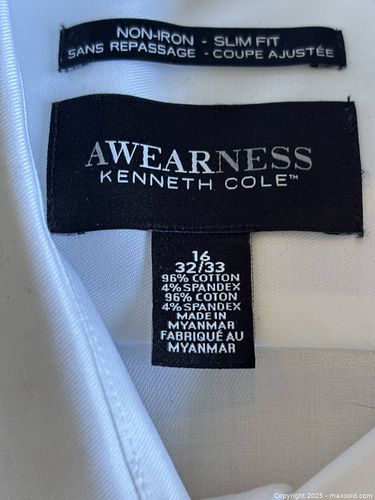 NON-IRON - SLIM FIT
SANS REPASSAGE - COUPE AJUSTÉE
AWEARNESS
KENNETH COLE™
16
32/33
96% COTTON
4% SPANDEX
96% COTON
4% SPANDEX
MADE IN
MYANMAR
FABRIQUÉ AU
MYANMAR
Copyright © 2025 - maxsold.com